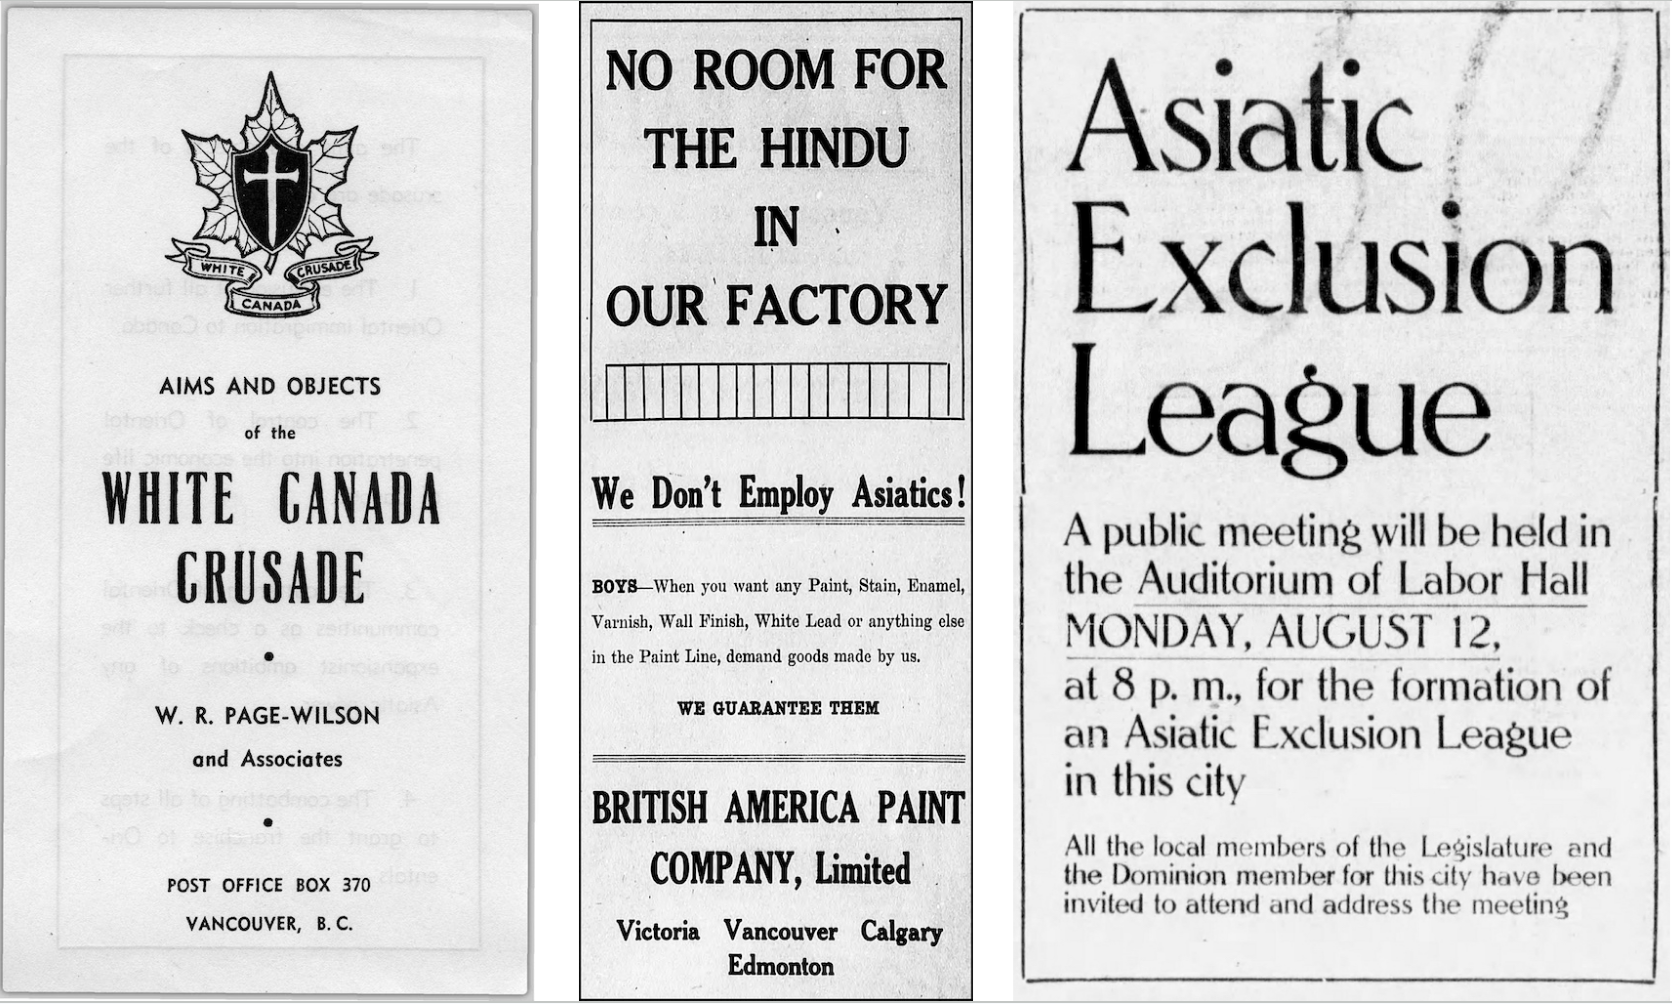 WHITE
CRUSADE
CANADA
AIMS AND OBJECTS
of the
WHITE CANADA
CRUSADE
W. R. PAGE-WILSON
and Associates
POST OFFICE BOX 370
VANCOUVER, B. C.
NO ROOM FOR
THE HINDU
IN
OUR FACTORY
We Don't Employ Asiatics!
BOYS—When you want any Paint, Stain, Enamel,
Varnish, Wall Finish, White Lead or anything else
in the Paint Line, demand goods made by us.
WE GUARANTEE THEM
BRITISH AMERICA PAINT
COMPANY, Limited
Victoria Vancouver Calgary
Edmonton
Asiatic
Exclusion
League
A public meeting will be held in
the Auditorium of Labor Hall
MONDAY, AUGUST 12,
at 8 p. m., for the formation of
an Asiatic Exclusion League
in this city
All the local members of the Legislature and
the Dominion member for this city have been
invited to attend and address the meeting